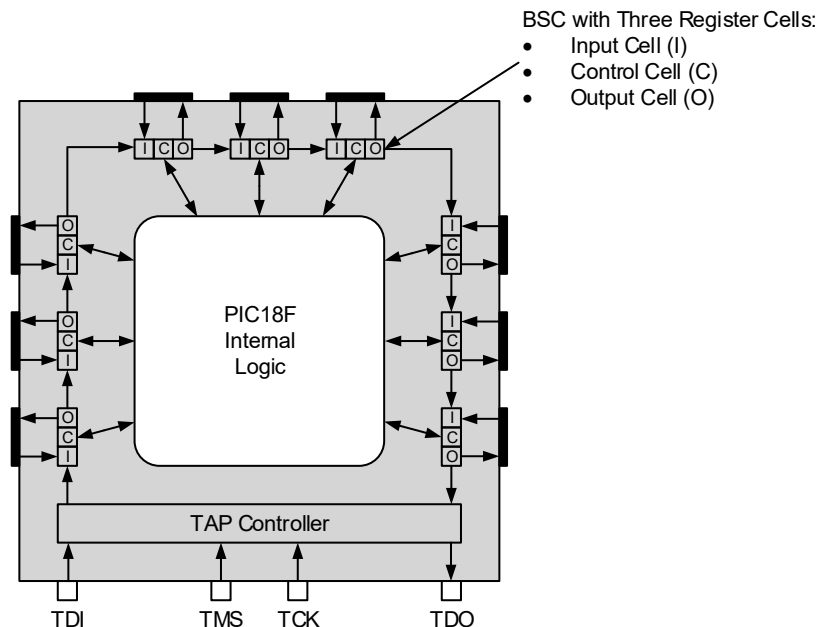 BSC with Three Register Cells:
• Input Cell (I)
• Control Cell (C)
• Output Cell (O)
I C O I C O I C O
O I
C C
I O
PIC18F
Internal
Logic
O I
C C
I O
O I
C C
I O
TAP Controller
TDI TMS TCK TDO